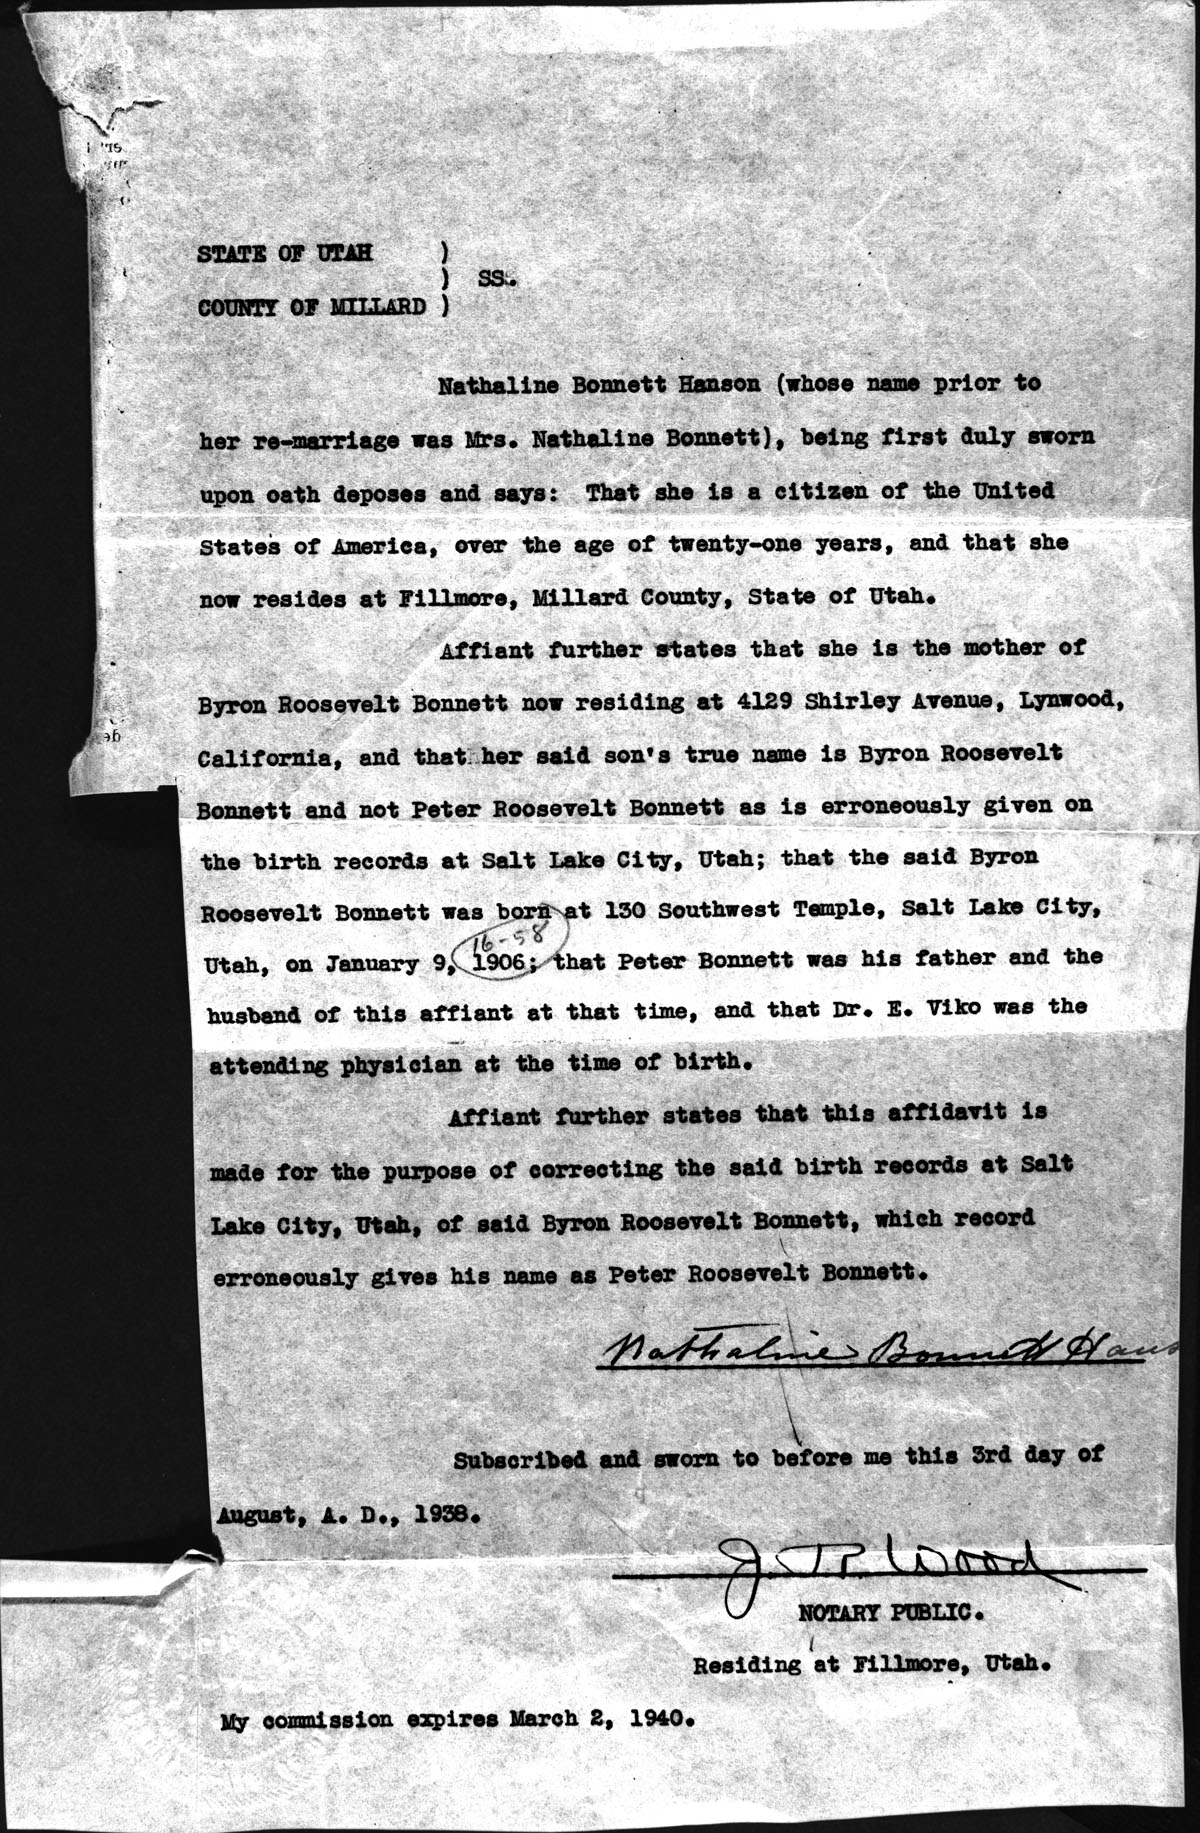 STATE OF UTAH )
) SS.
COUNTY OF MILLARD )
Nathaline Bonnett Hanson (whose name prior to
her re-marriage was Mrs. Nathaline Bonnett), being first duly sworn
upon oath deposes and says: That she is a citizen of the United
States of America, over the age of twenty-one years, and that she
now resides at Fillmore, Millard County, State of Utah.
Affiant further states that she is the mother of
Byron Roosevelt Bonnett now residing at 4129 Shirley Avenue, Lynwood,
California, and that her said son's true name is Byron Roosevelt
Bonnett and not Peter Roosevelt Bonnett as is erroneously given on
the birth records at Salt Lake City, Utah; that the said Byron
Roosevelt Bonnett was born at 130 Southwest Temple, Salt Lake City,
16-58
Utah, on January 9, 1906; that Peter Bonnett was his father and the
husband of this affiant at that time, and that Dr. E. Viko was the
attending physician at the time of birth.
Affiant further states that this affidavit is
made for the purpose of correcting the said birth records at Salt
Lake City, Utah, of said Byron Roosevelt Bonnett, which record
erroneously gives his name as Peter Roosevelt Bonnett.
Nathaline Bonnett Hans
Subscribed and sworn to before me this 3rd day of
August, A. D., 1938.
J. P. Wood
NOTARY PUBLIC.
Residing at Fillmore, Utah.
My commission expires March 2, 1940.